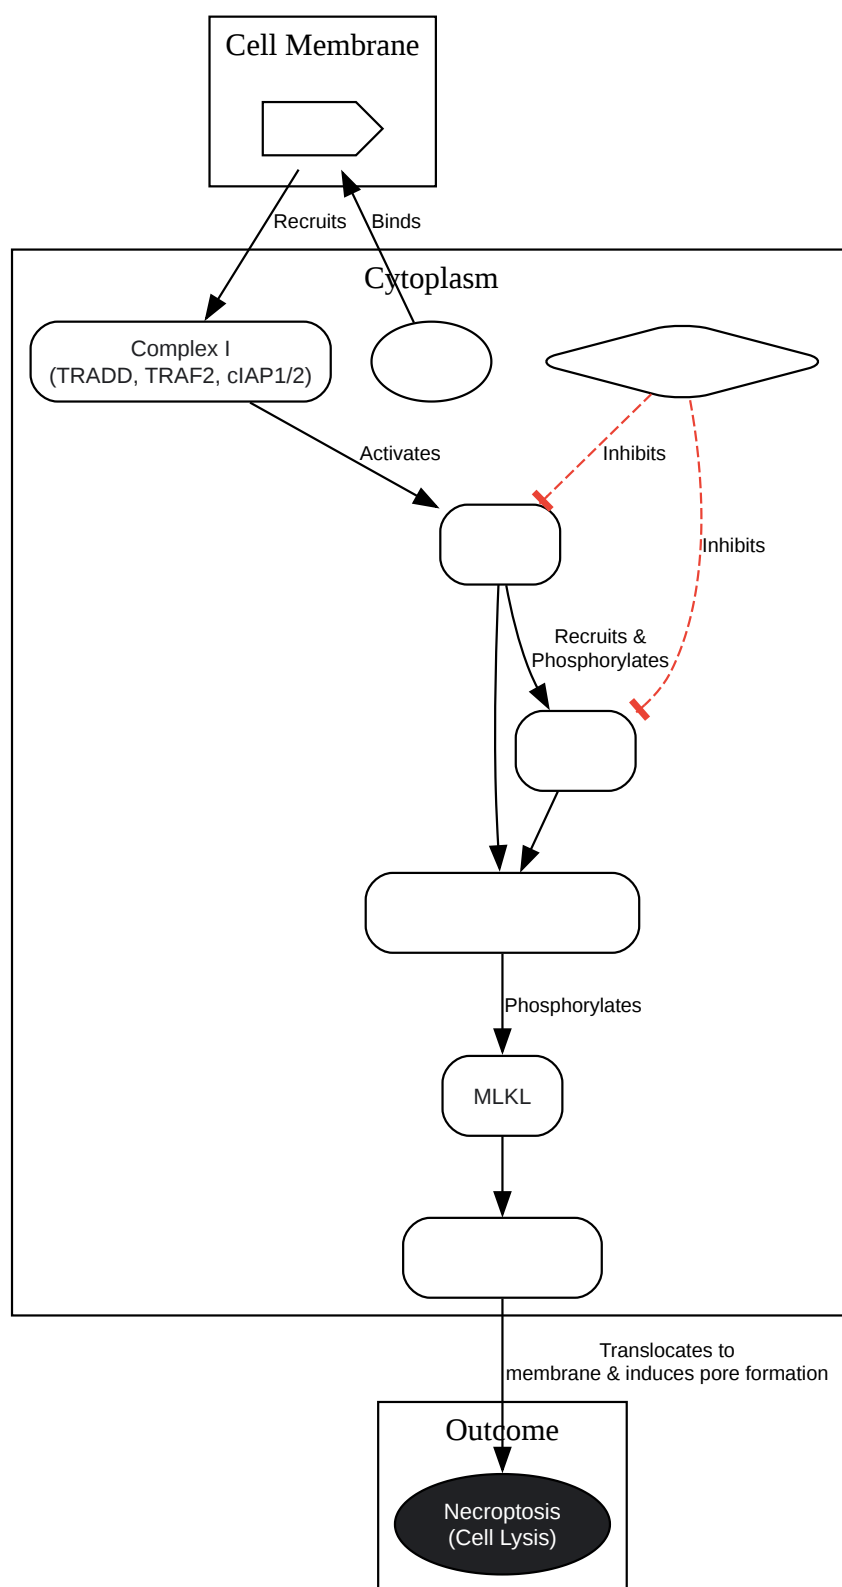 Cell Membrane
Recruits
Binds
Cytoplasm
Complex I
(TRADD, TRAF2, cIAP1/2)
Activates
Inhibits
Inhibits
Recruits &
Phosphorylates
Phosphorylates
MLKL
Translocates to
membrane & induces pore formation
Outcome
Necroptosis
(Cell Lysis)